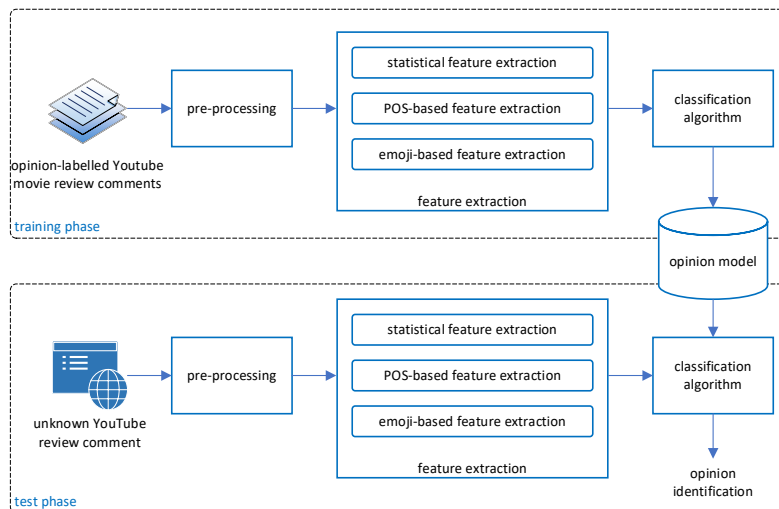 statistical feature extraction
POS-based feature extraction
emoji-based feature extraction
feature extraction
pre-processing
classification
algorithm
opinion-labelled Youtube
movie review comments
training phase
opinion model
statistical feature extraction
POS-based feature extraction
emoji-based feature extraction
feature extraction
pre-processing
classification
algorithm
unknown YouTube
review comment
opinion
identification
test phase